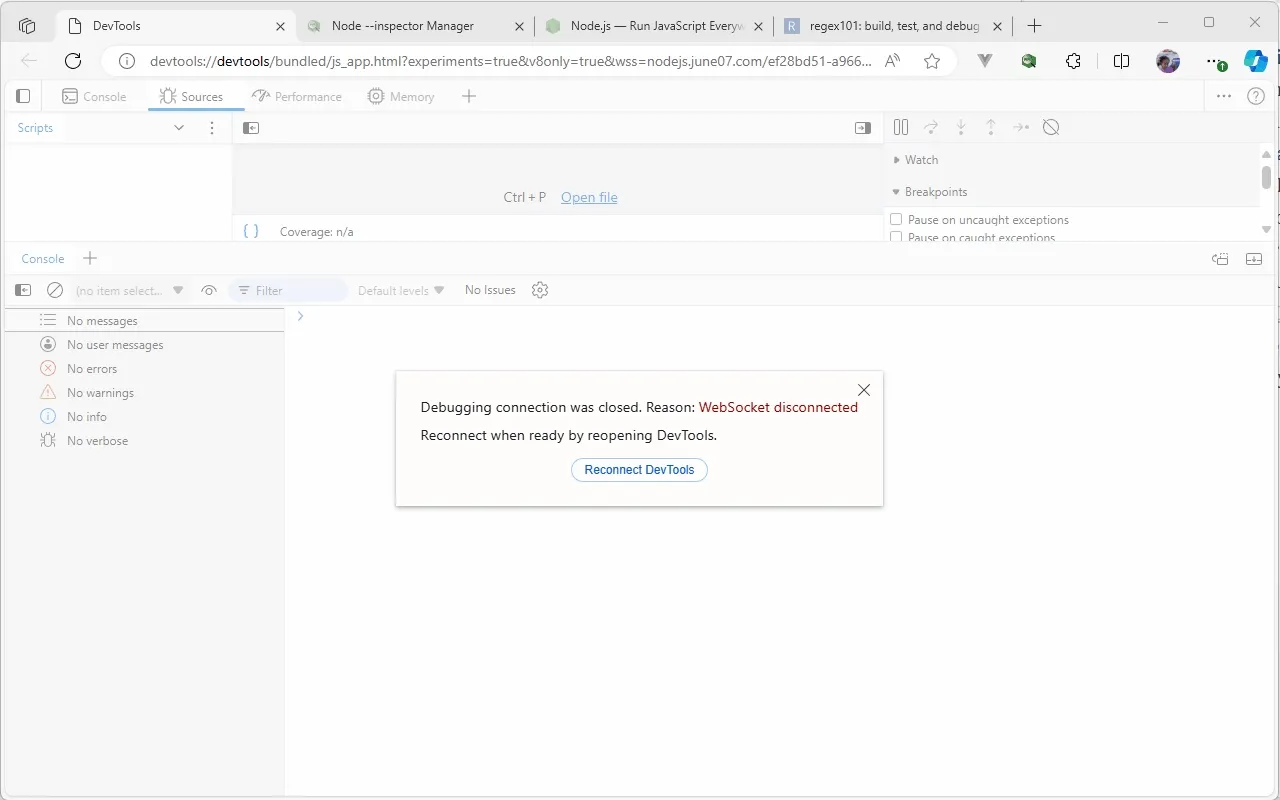 DevTools
Node --inspector Manager
Node.js — Run JavaScript Everyw
regex101: build, test, and debug
devtools://devtools/bundled/js_app.html?experiments=true&v8only=true&wss=nodejs.june07.com/ef28bd51-a966...
Console
Sources
Performance
Memory
Scripts
Ctrl + P Open file
{ } Coverage: n/a
Watch
Breakpoints
Pause on uncaught exceptions
Pause on caught exceptions
Console
(no item select...
Filter
Default levels
No Issues
No messages
No user messages
No errors
No warnings
No info
No verbose
Debugging connection was closed. Reason: WebSocket disconnected
Reconnect when ready by reopening DevTools.
Reconnect DevTools